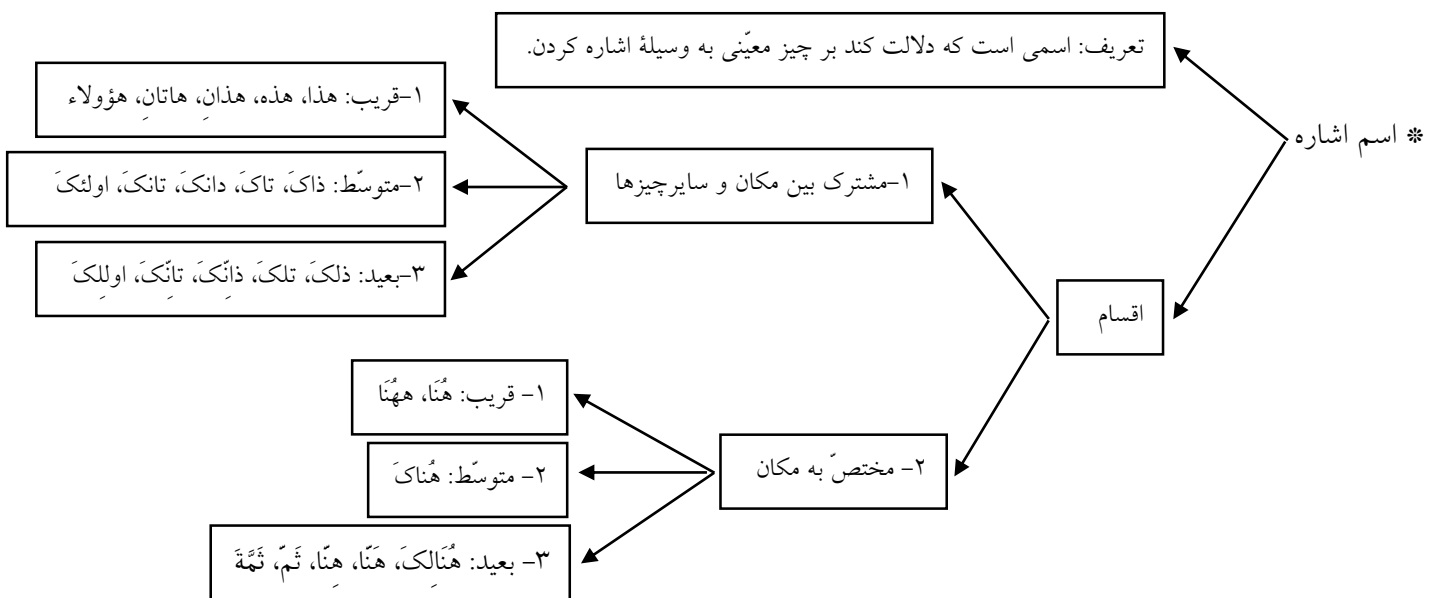 * اسم اشاره
تعریف: اسمی است که دلالت کند بر چیز معیّنی به وسیلۀ اشاره کردن.
اقسام
۱-مشترک بین مکان و سایرچیزها
۱-قریب: هذا، هذه، هذانِ، هاتانِ، هؤولاء
۲-متوسّط: ذاکَ، تاکَ، دانکَ، تانکَ، اولئکَ
۳-بعید: ذلکَ، تلکَ، ذانِّکَ، تانِّکَ، اولِلکَ
۲- مختصّ به مکان
۱- قریب: هُنَا، ههُنَا
۲- متوسّط: هُناکَ
۳- بعید: هُنَالِکَ، هَنّا، هِنّا، ثَمّ، ثَمَّةَ